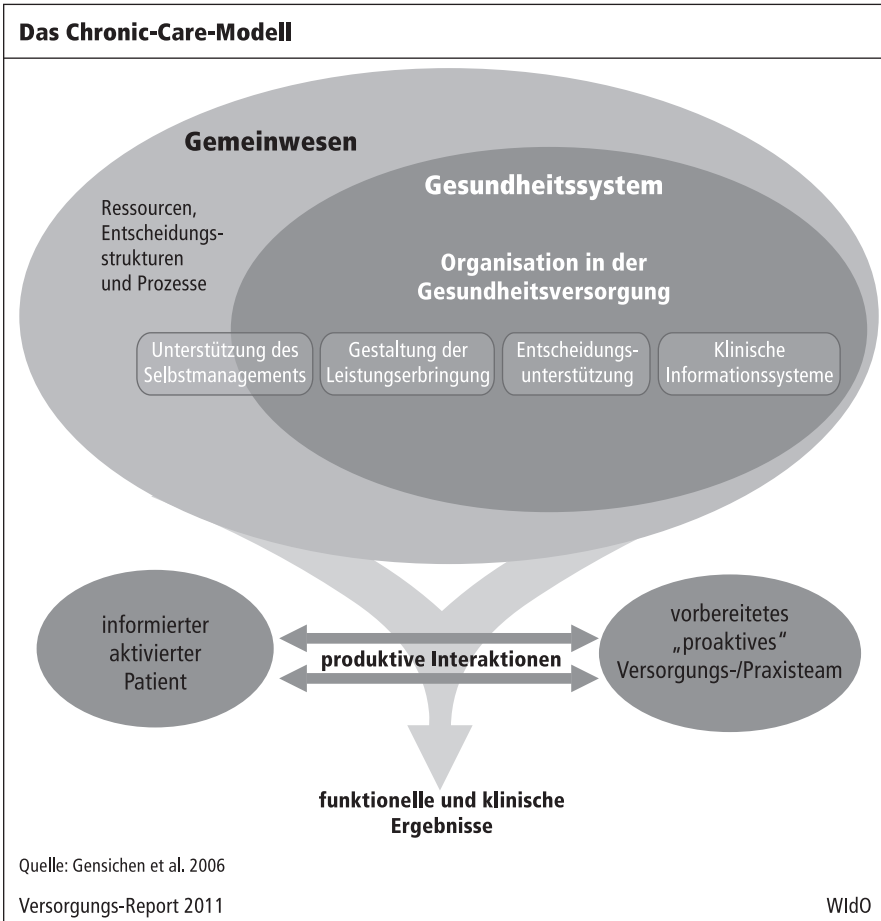 Das Chronic-Care-Modell
Gemeinwesen
Ressourcen,
Entscheidungs-
strukturen
und Prozesse
Gesundheitssystem
Organisation in der
Gesundheitsversorgung
Unterstützung des
Selbstmanagements
Gestaltung der
Leistungserbringung
Entscheidungs-
unterstützung
Klinische
Informationssysteme
informierter
aktivierter
Patient
produktive Interaktionen
vorbereitetes
„proaktives“
Versorgungs-/Praxisteam
funktionelle und klinische
Ergebnisse
Quelle: Gensichen et al. 2006
Versorgungs-Report 2011
WIdO